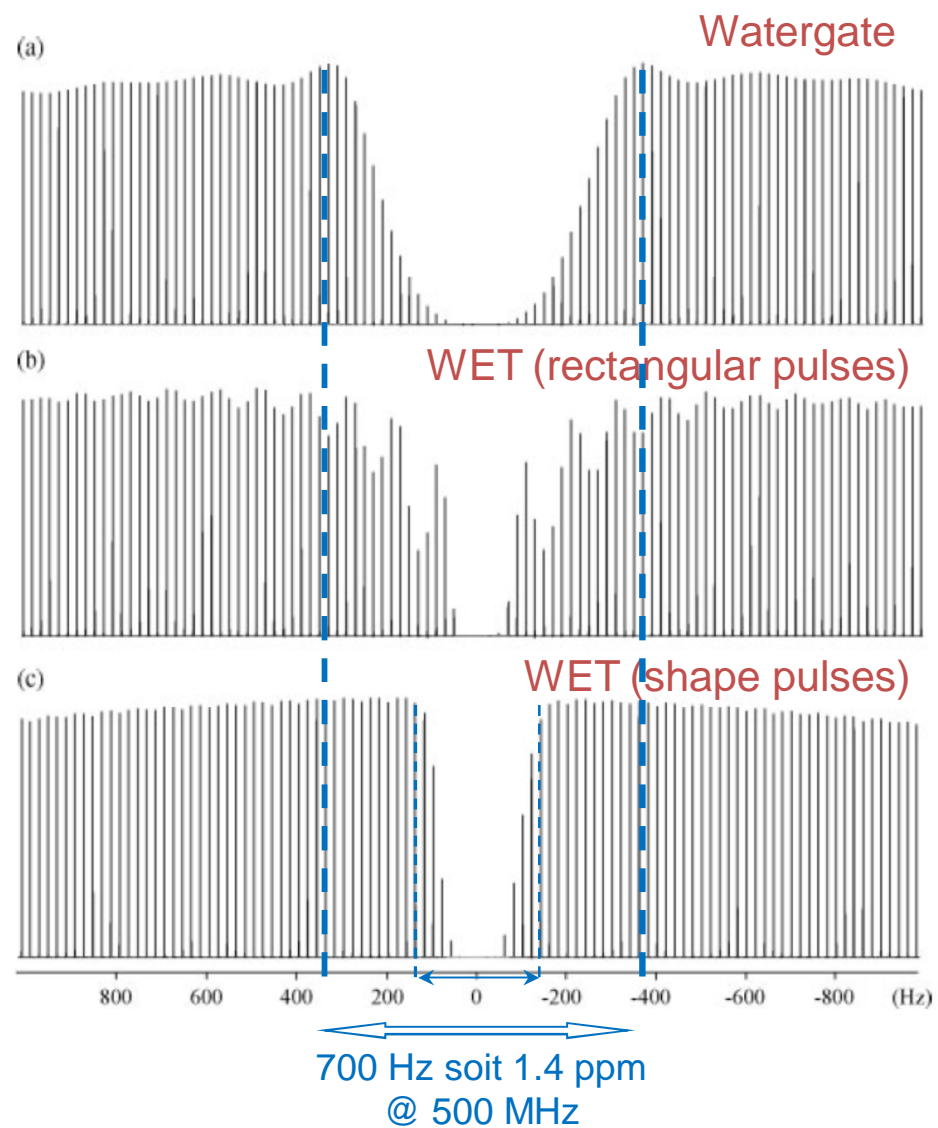 Watergate
(a)
(b)
WET (rectangular pulses)
(c)
WET (shape pulses)
800 600 400 200 0 -200 -400 -600 -800 (Hz)
700 Hz soit 1.4 ppm
@ 500 MHz